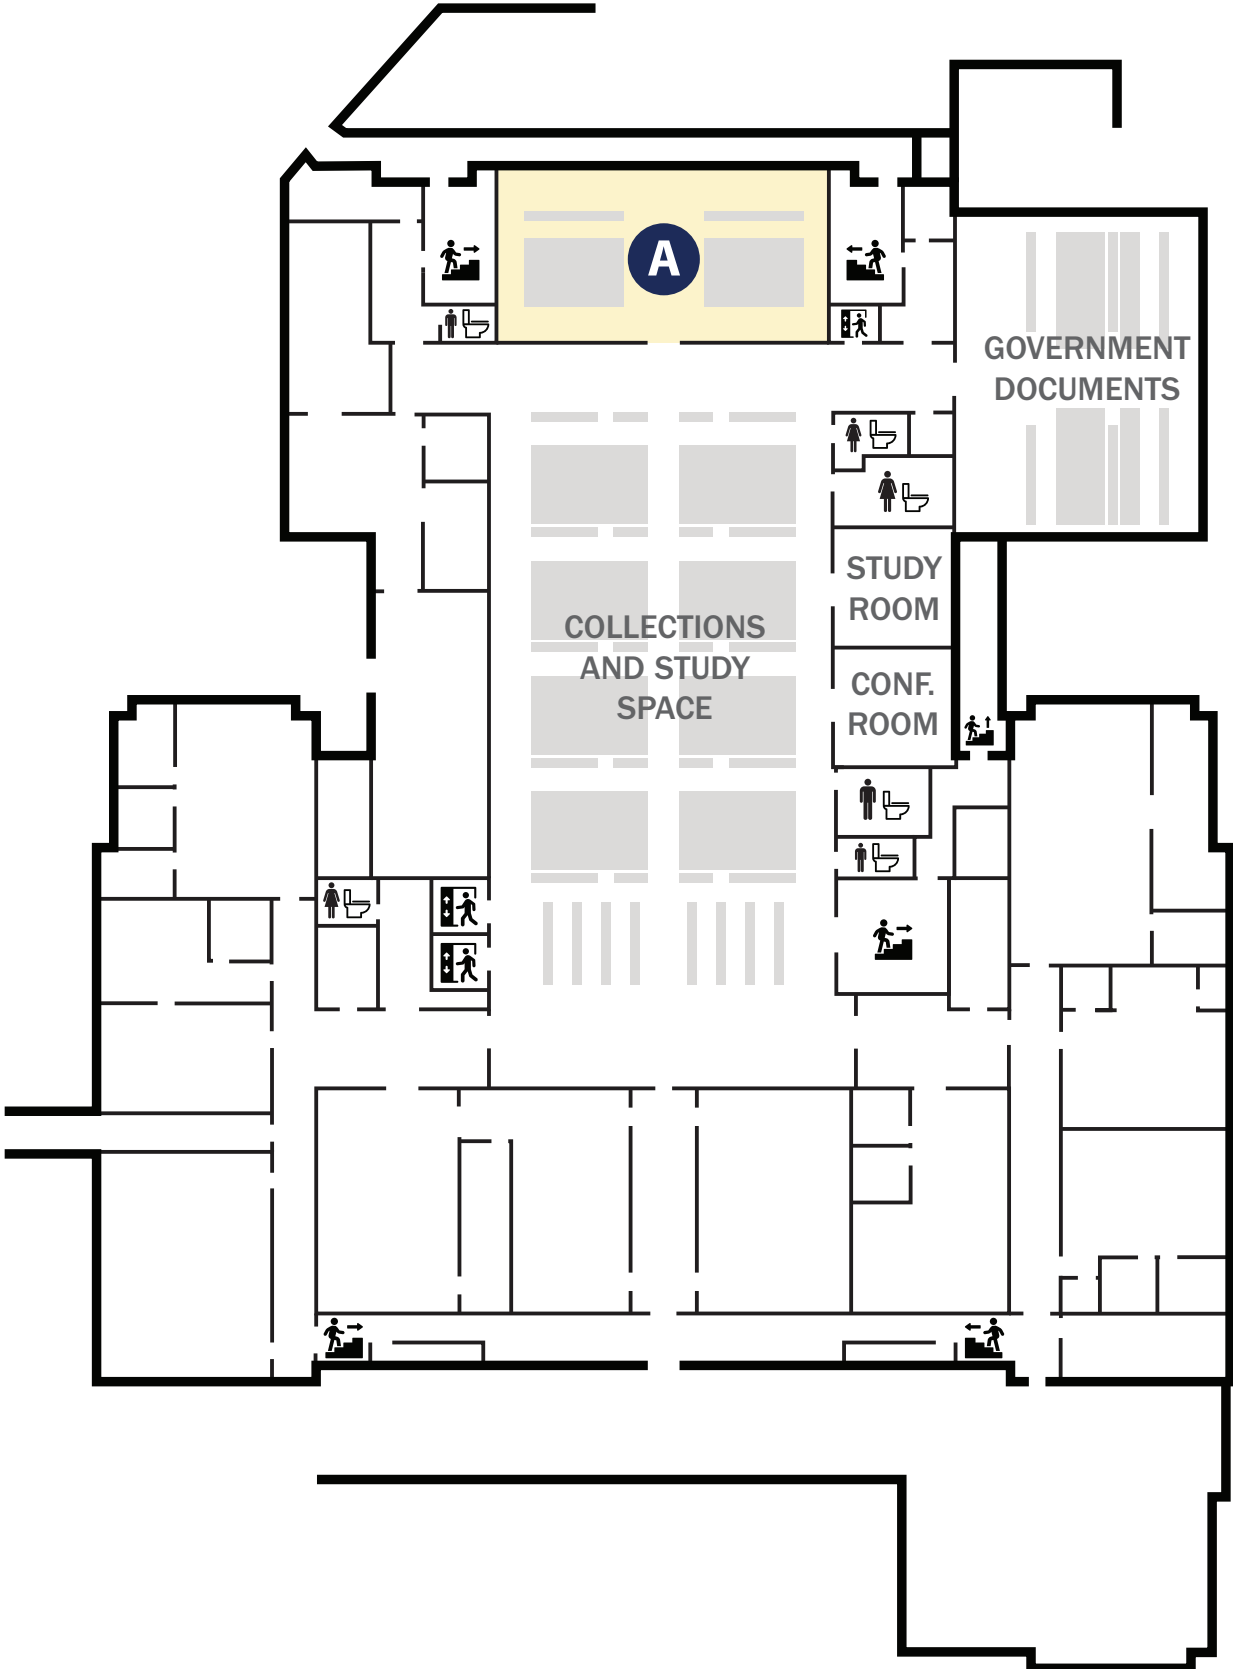 A
GOVERNMENT
DOCUMENTS
STUDY
ROOM
COLLECTIONS
AND STUDY
SPACE
CONF.
ROOM